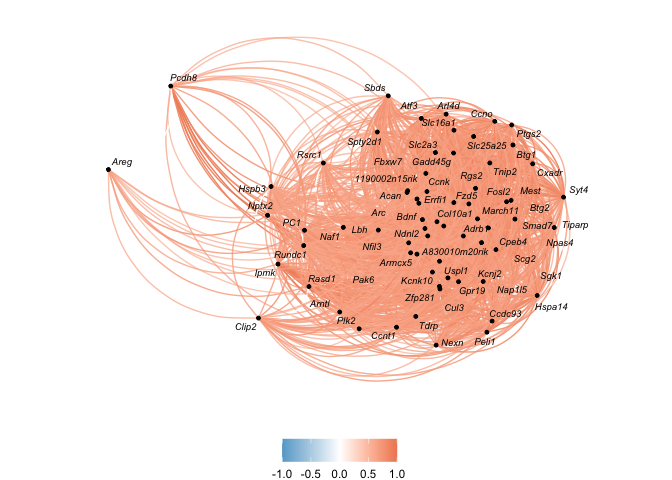 Pcdh8
Sbds
Atf3
Arl4d
Ccno
Slc16a1
Ptgs2
Areg
Rsrc1
Spty2d1
Slc2a3
Slc25a25
Fbxw7
Gadd45g
Btg1
Tnip2
Cxadr
1190002n15rik
Ccnk
Rgs2
Hspb3
Acan
Errfi1
Fzd5
Fosl2
Mest
Syt4
Nptx2
Arc
Bdnf
Col10a1
March11
Btg2
PC1
Naf1
Lbh
Ndnl2
Adrb1
Smad7
Tiparp
Nfil3
Cpeb4
Npas4
Rundc1
A830010m20rik
Scg2
Ipmk
Armcx5
Uspl1
Kcnj2
Sgk1
Rasd1
Pak6
Kcnk10
Gpr19
Nap1l5
Zfp281
Amtl
Cul3
Hspa14
Plk2
Ccdc93
Clip2
Tdrp
Ccnt1
Nexn
Peli1
-1.0 -0.5 0.0 0.5 1.0